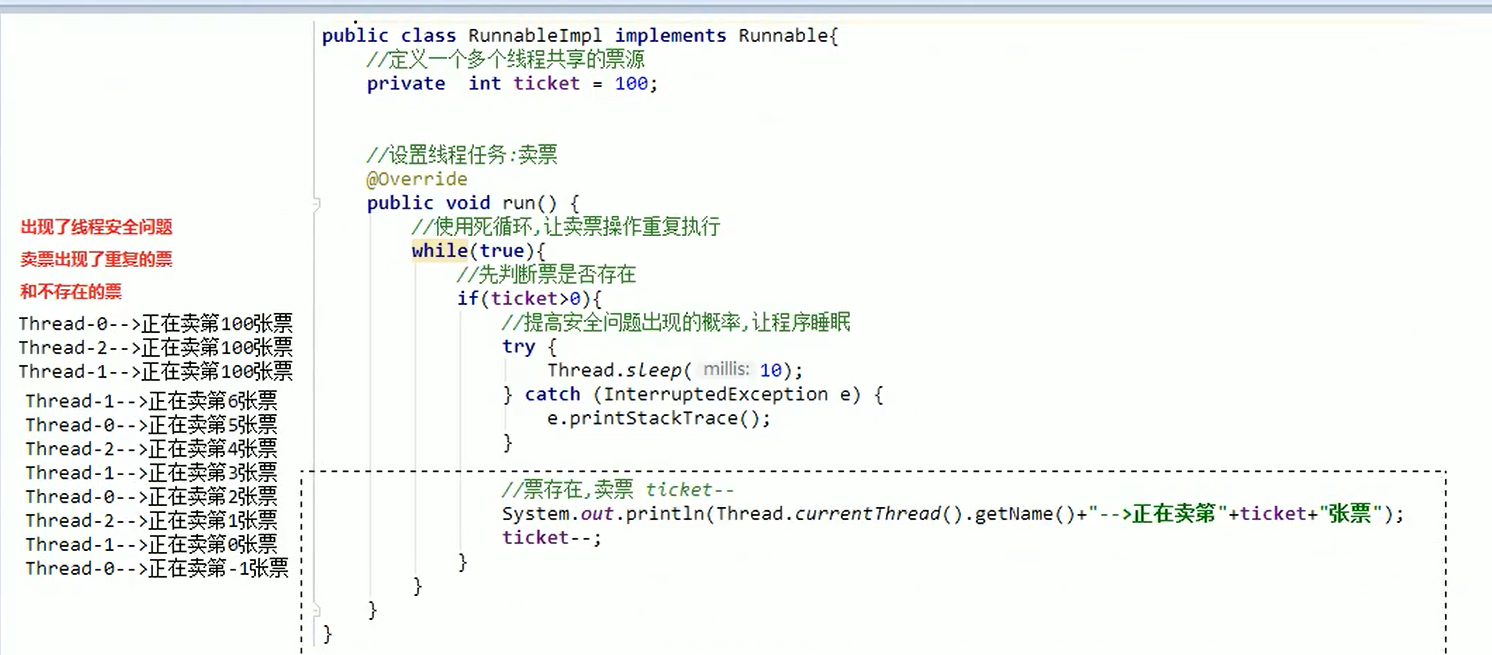 出现了线程安全问题
卖票出现了重复的票
和不存在的票
Thread-0-->正在卖第100张票
Thread-2-->正在卖第100张票
Thread-1-->正在卖第100张票
Thread-1-->正在卖第6张票
Thread-0-->正在卖第5张票
Thread-2-->正在卖第4张票
Thread-1-->正在卖第3张票
Thread-0-->正在卖第2张票
Thread-2-->正在卖第1张票
Thread-1-->正在卖第0张票
Thread-0-->正在卖第-1张票
public class RunnableImpl implements Runnable{
//定义一个多个线程共享的票源
private int ticket = 100;
//设置线程任务:卖票
@Override
public void run() {
//使用死循环,让卖票操作重复执行
while(true){
//先判断票是否存在
if(ticket>0){
//提高安全问题出现的概率,让程序睡眠
try {
Thread.sleep( millis: 10);
} catch (InterruptedException e) {
e.printStackTrace();
}
//票存在,卖票 ticket--
System.out.println(Thread.currentThread().getName()+"-->正在卖第"+ticket+"张票");
ticket--;
}
}
}
}